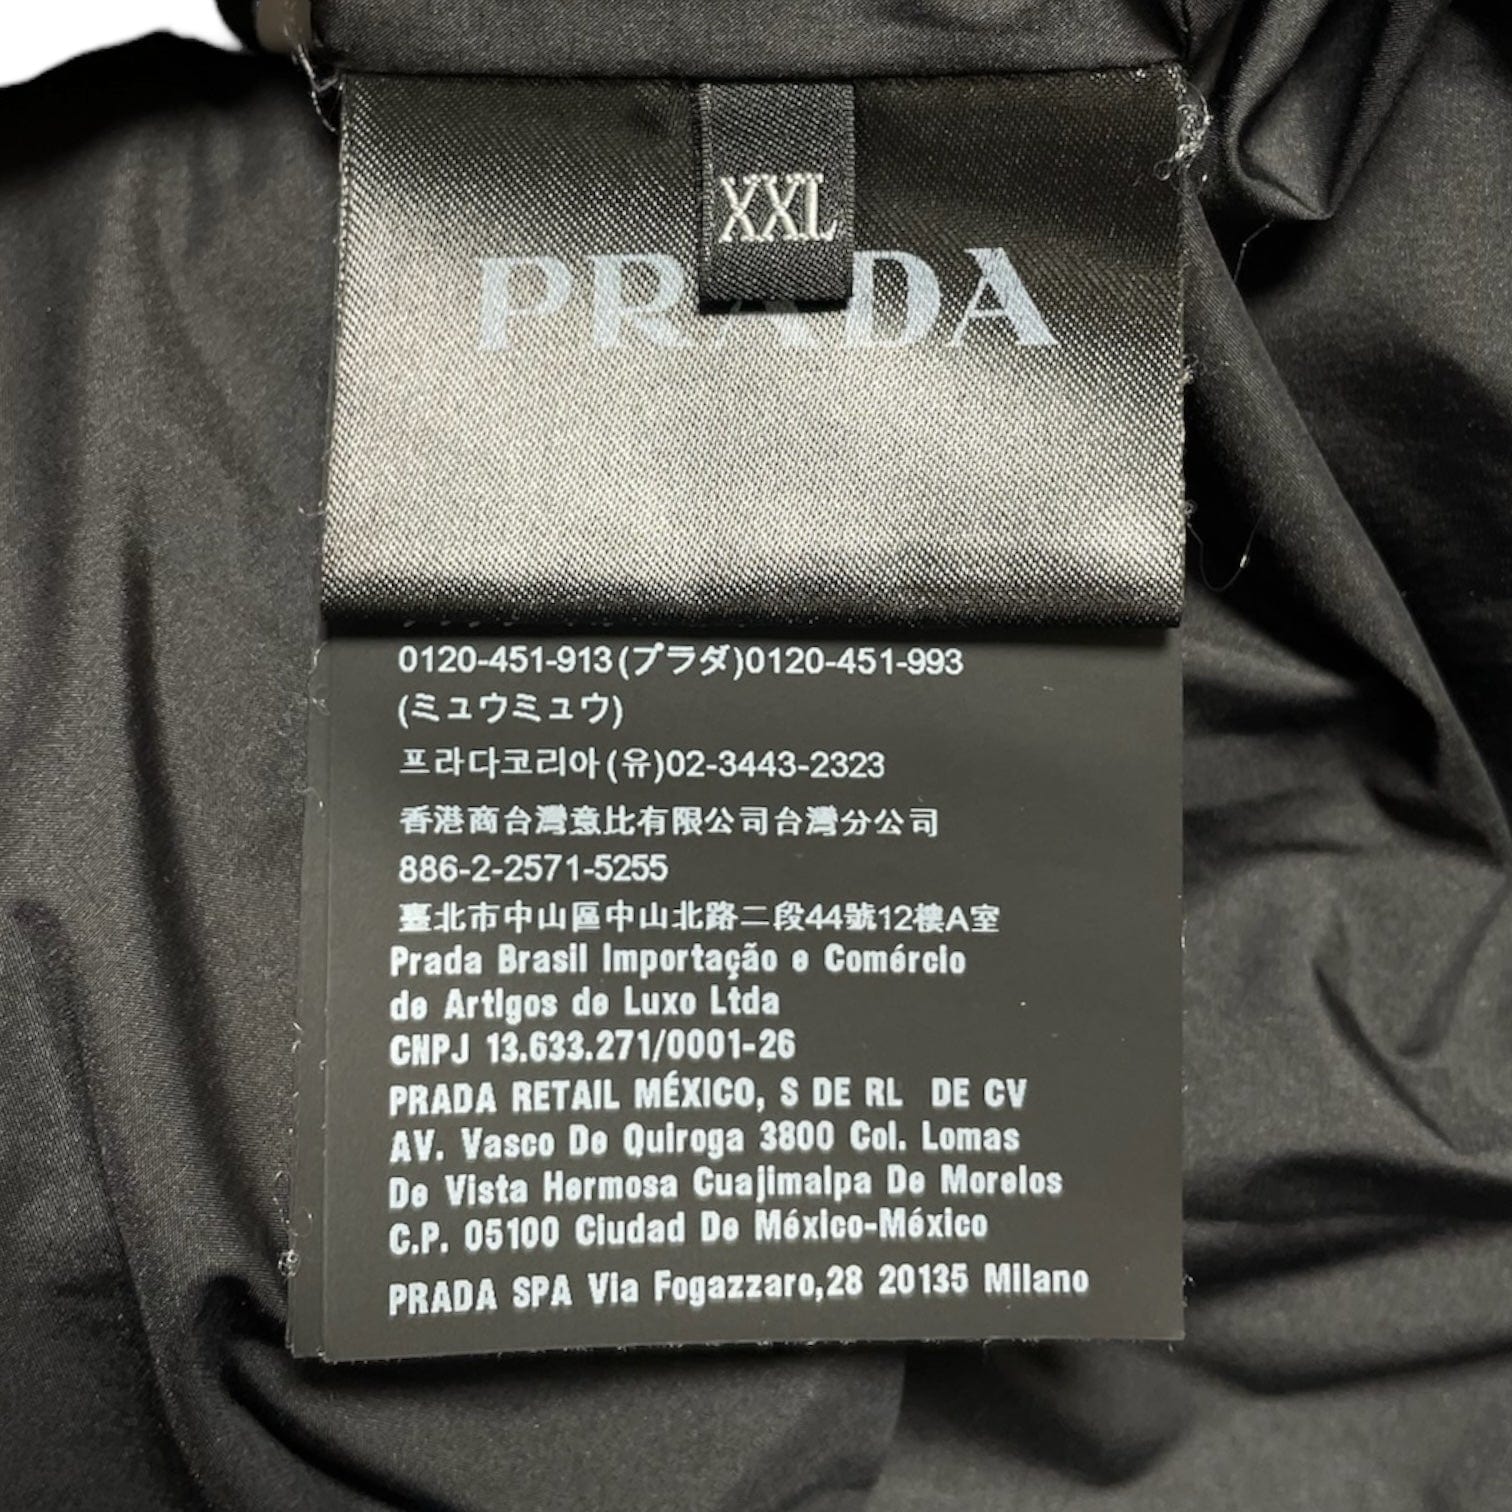 XXL
PRADA
0120-451-913(プラダ)0120-451-993
(ミュウミュウ)
프라다코리아(유)02-3443-2323
香港商台灣意比有限公司台灣分公司
886-2-2571-5255
臺北市中山區中山北路二段44號12樓A室
Prada Brasil Importação e Comércio
de Artigos de Luxo Ltda
CNPJ 13.633.271/0001-26
PRADA RETAIL MÉXICO, S DE RL DE CV
AV. Vasco De Quiroga 3800 Col. Lomas
De Vista Hermosa Cuajimalpa De Morelos
C.P. 05100 Ciudad De México-México
PRADA SPA Via Fogazzaro,28 20135 Milano